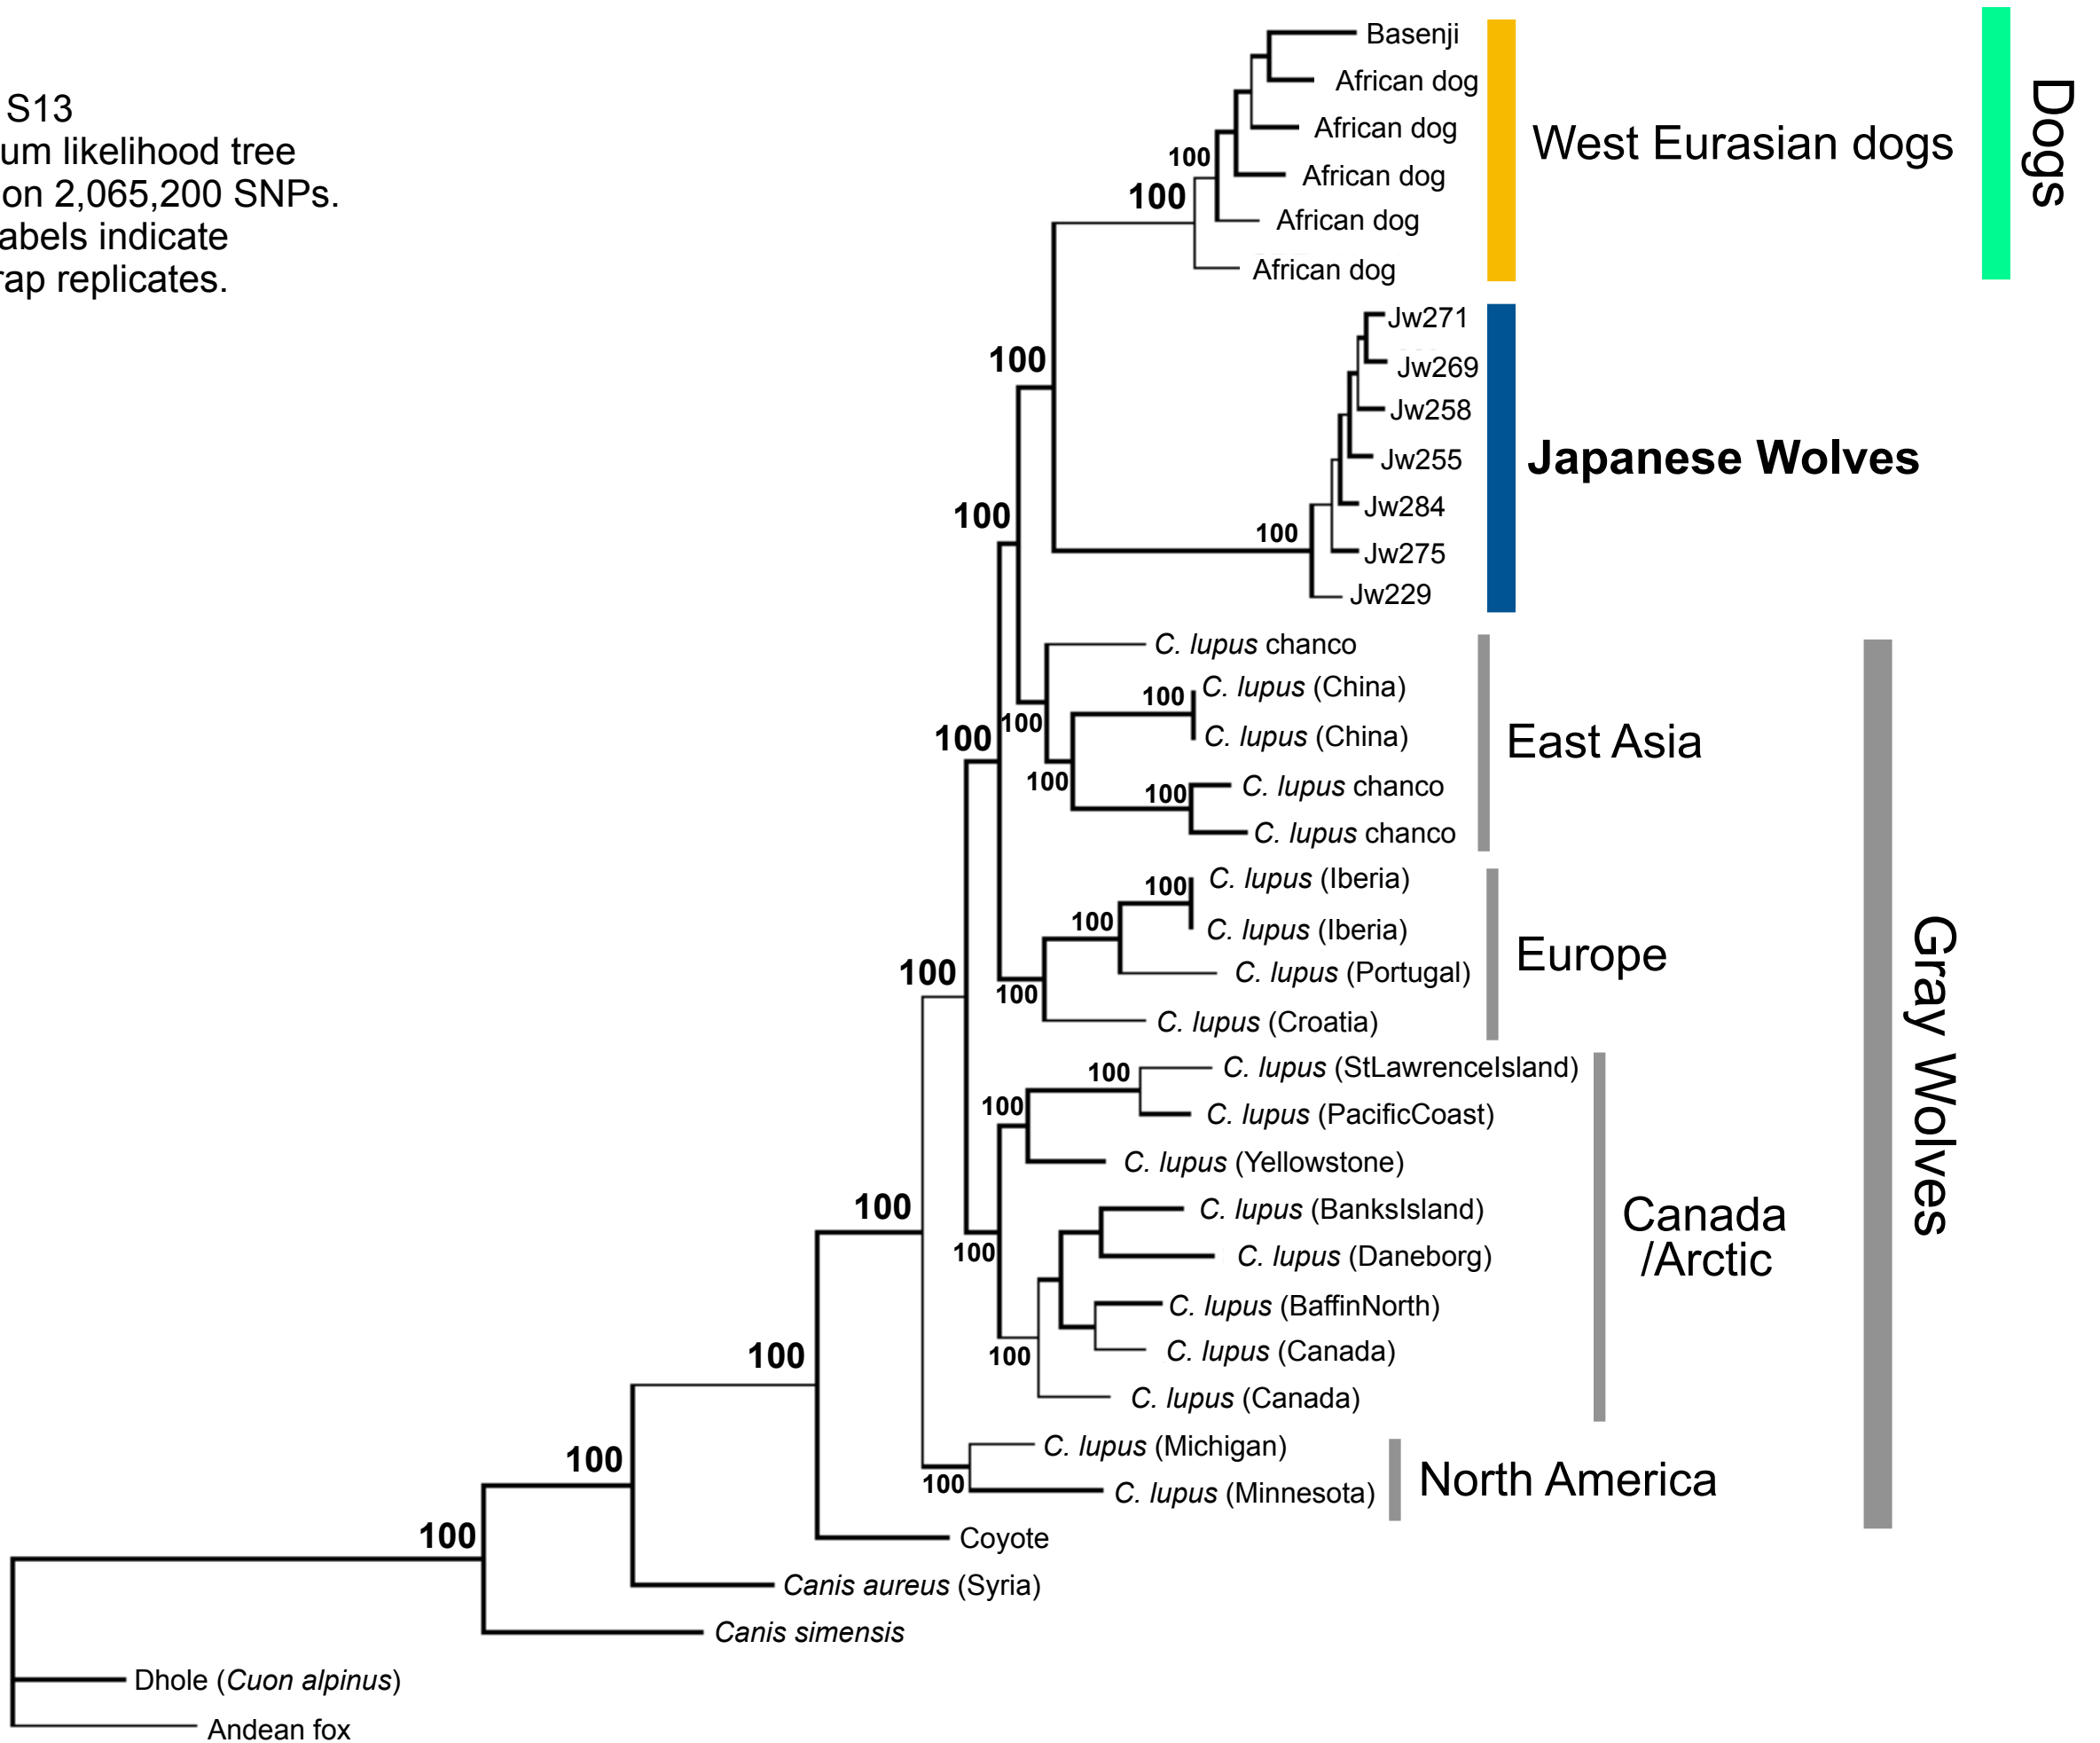 S13
um likelihood tree
on 2,065,200 SNPs.
abels indicate
rap replicates.
Basenji
African dog
African dog
African dog
African dog
African dog
100
100
West Eurasian dogs
Dogs
Jw271
Jw269
Jw258
Jw255
Jw284
Jw275
Jw229
100
100
Japanese Wolves
100
C. lupus chanco
C. lupus (China)
C. lupus (China)
C. lupus chanco
C. lupus chanco
100
100
100
100
100
East Asia
C. lupus (Iberia)
C. lupus (Iberia)
C. lupus (Portugal)
C. lupus (Croatia)
100
100
100
100
Europe
Gray Wolves
C. lupus (StLawrenceIsland)
C. lupus (PacificCoast)
C. lupus (Yellowstone)
C. lupus (BanksIsland)
C. lupus (Daneborg)
C. lupus (BaffinNorth)
C. lupus (Canada)
C. lupus (Canada)
100
100
100
100
100
Canada
/Arctic
C. lupus (Michigan)
C. lupus (Minnesota)
100
North America
100
Coyote
100
Canis aureus (Syria)
100
Canis simensis
Dhole (Cuon alpinus)
Andean fox